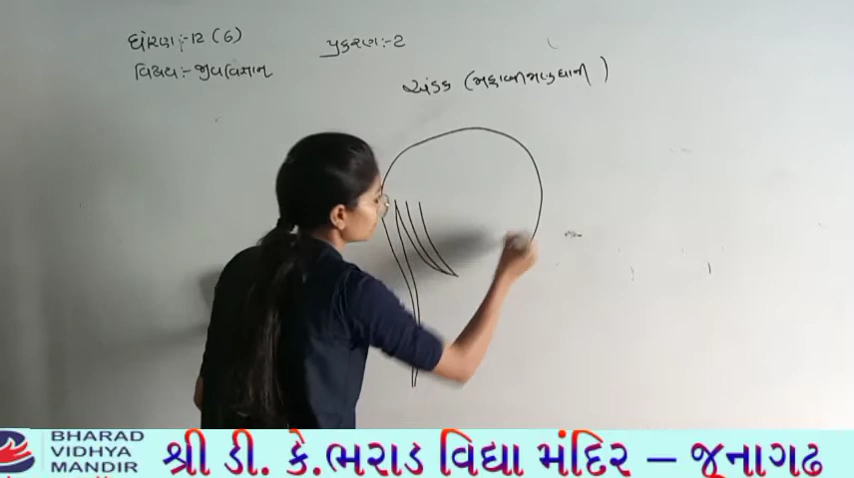 ધોરણ:-12 (G)
પ્રકરણ:-2
વિષય:- જીવવિજ્ઞાન
અંડક (મહાબીજાણુધાની)
BHARAD
VIDHYA
MANDIR
શ્રી ડી. કે.ભરાડ વિદ્યા મંદિર – જૂનાગઢ